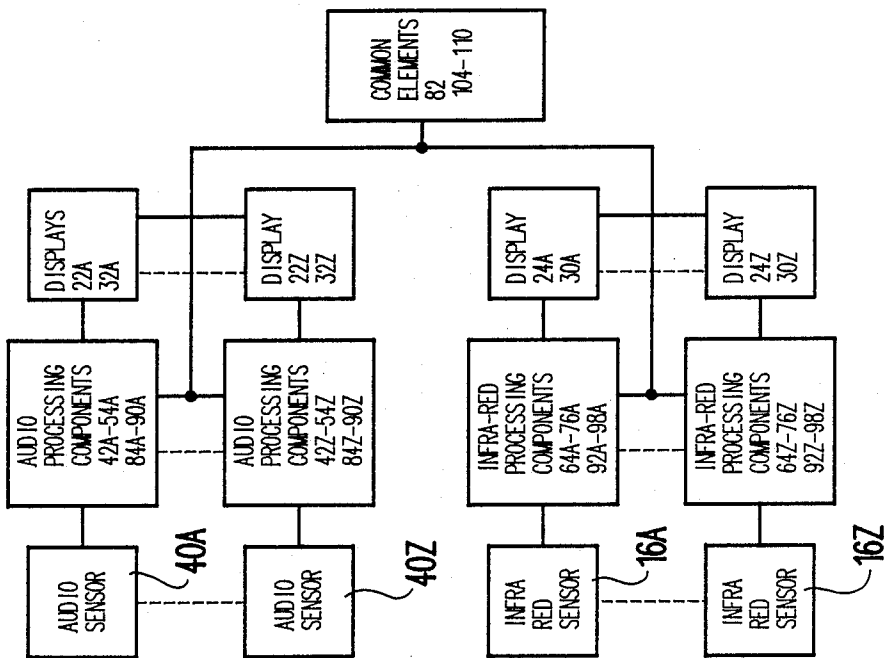 AUDIO
SENSOR
40A
AUDIO
PROCESSING
COMPONENTS
42A-54A
84A-90A
DISPLAYS
22A
32A
AUDIO
SENSOR
40Z
AUDIO
PROCESSING
COMPONENTS
42Z-54Z
84Z-90Z
DISPLAY
22Z
32Z
COMMON
ELEMENTS
82
104-110
INFRA
RED
SENSOR
16A
INFRA-RED
PROCESSING
COMPONENTS
64A-76A
92A-98A
DISPLAY
24A
30A
INFRA
RED
SENSOR
16Z
INFRA-RED
PROCESSING
COMPONENTS
64Z-76Z
92Z-98Z
DISPLAY
24Z
30Z